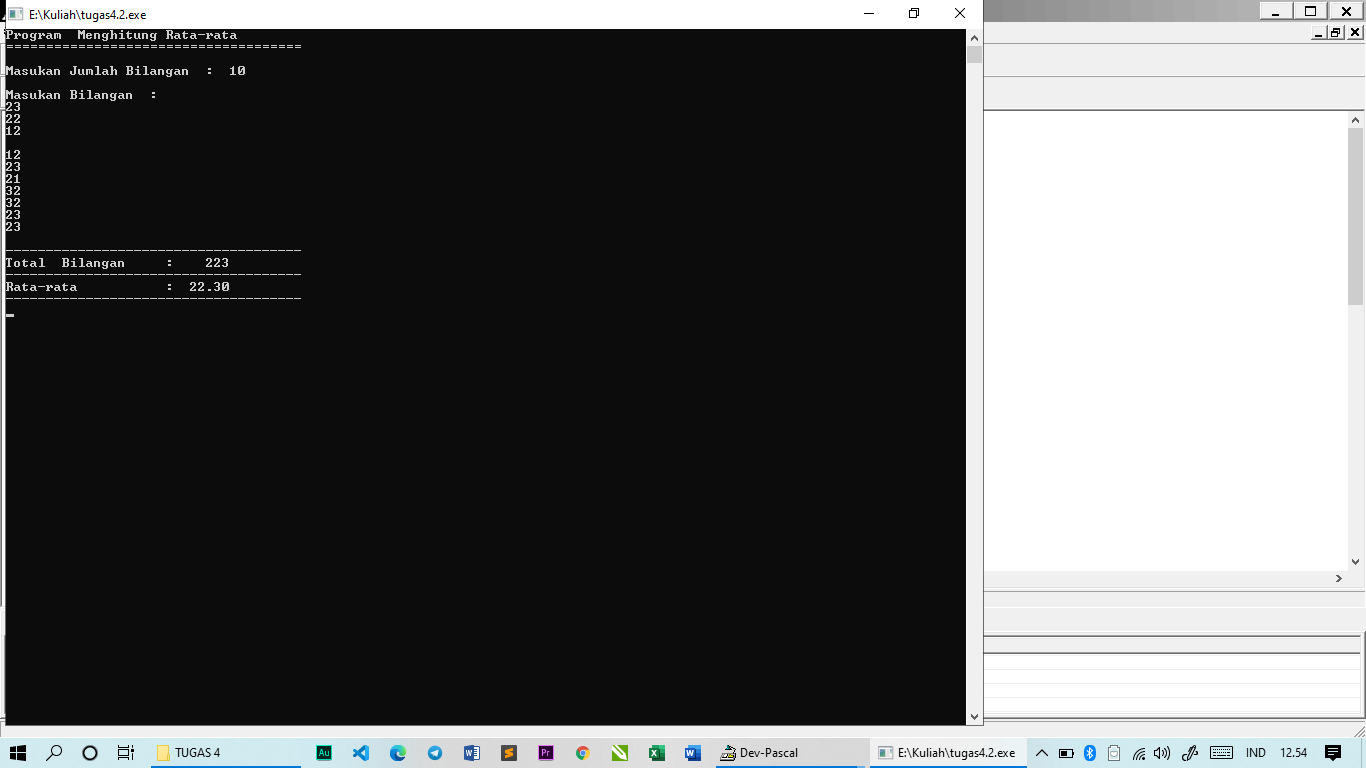 E:\Kuliah\tugas4.2.exe
Program  Menghitung Rata-rata
=====================================
Masukan Jumlah Bilangan  :  10
Masukan Bilangan  :
23
22
12
12
23
21
32
32
23
23
-------------------------------------
Total  Bilangan     :    223
-------------------------------------
Rata-rata           :  22.30
-------------------------------------
TUGAS 4
Au
Pr
Dev-Pascal
E:\Kuliah\tugas4.2.exe
IND
12.54